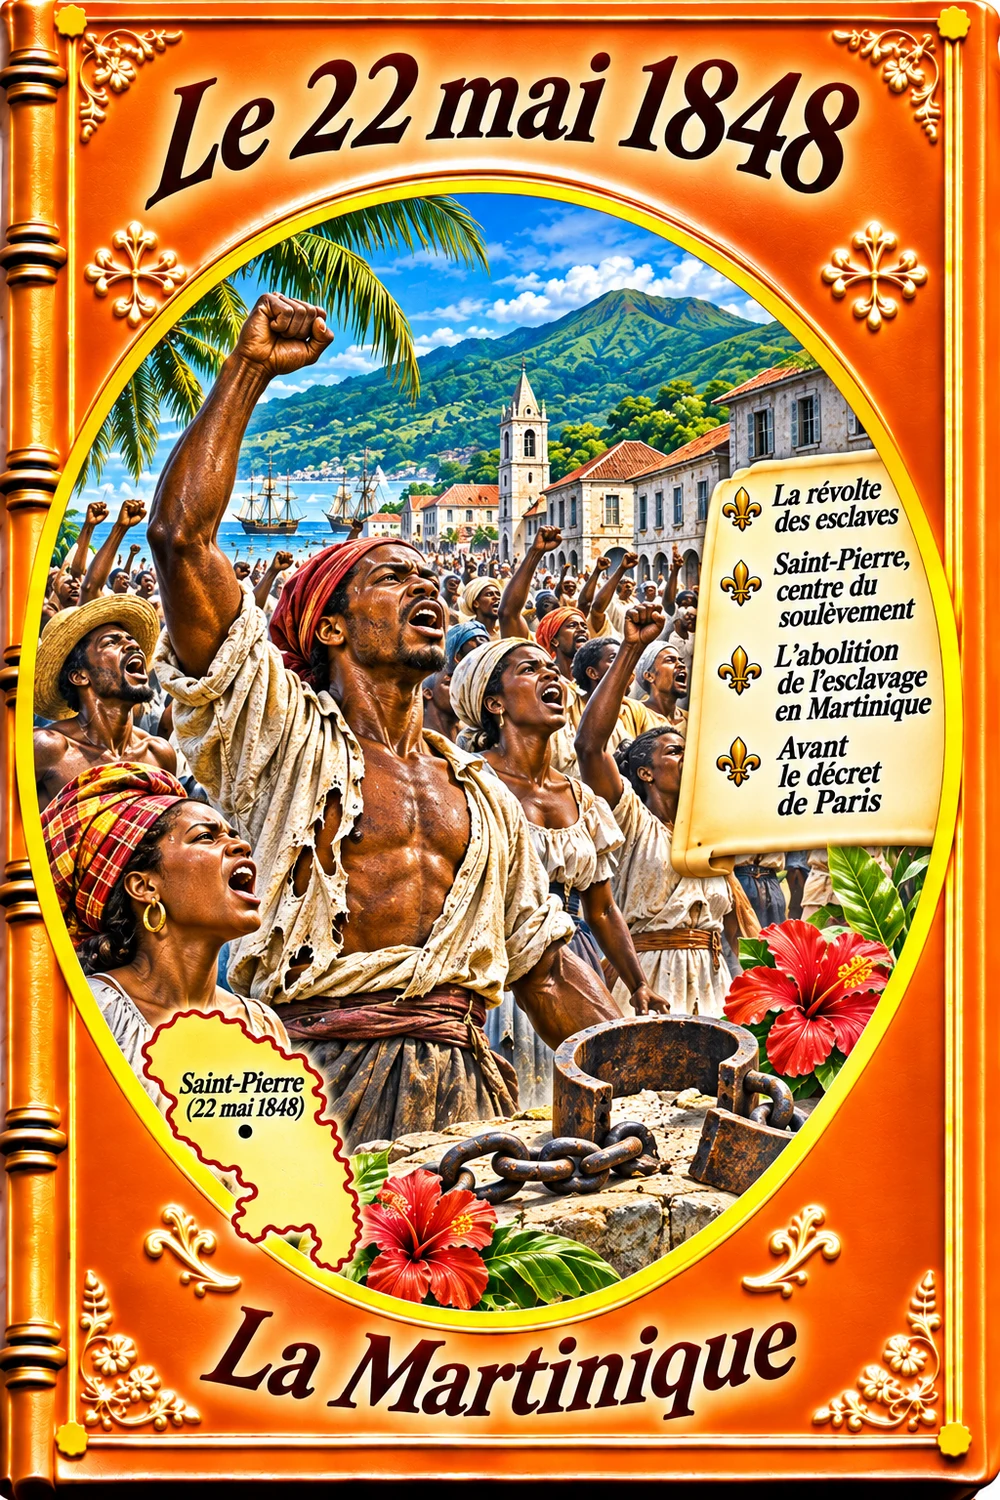 Le 22 mai 1848
La révolte
des esclaves
Saint-Pierre,
centre du
soulèvement
L'abolition
de l'esclavage
en Martinique
Avant
le décret
de Paris
Saint-Pierre
(22 mai 1848)
La Martinique